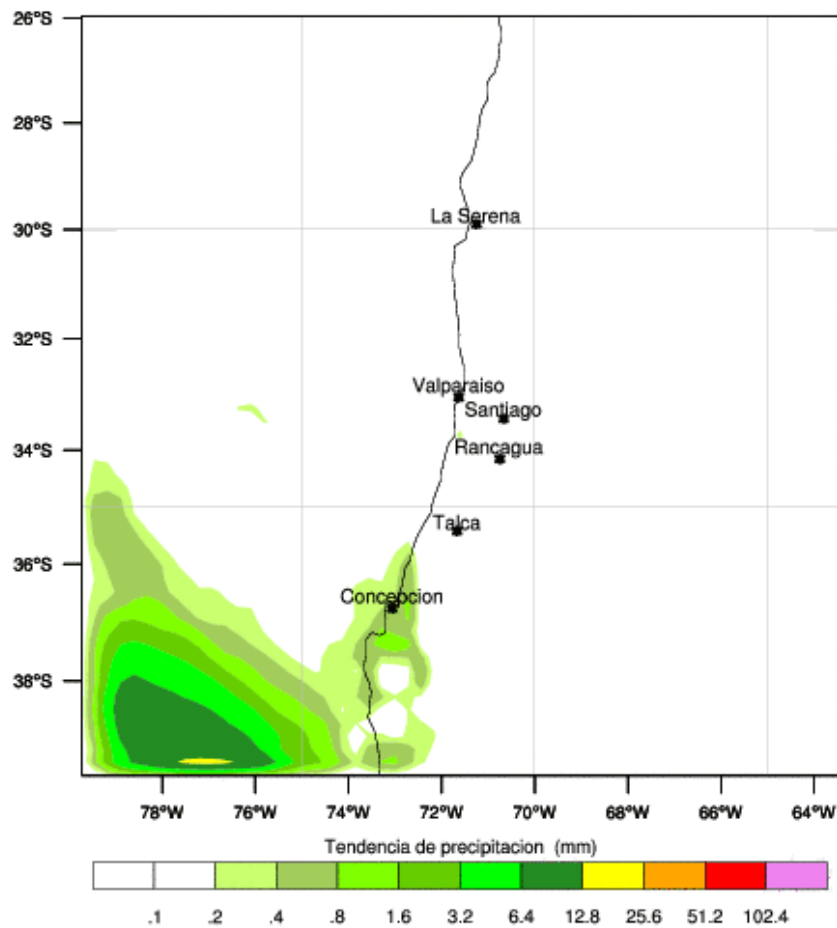 26°S
28°S
La Serena
30°S
32°S
Valparaiso
Santiago
34°S
Rancagua
Talca
36°S
Concepcion
38°S
78°W 76°W 74°W 72°W 70°W 68°W 66°W 64°W
Tendencia de precipitacion (mm)
.1 .2 .4 .8 1.6 3.2 6.4 12.8 25.6 51.2 102.4